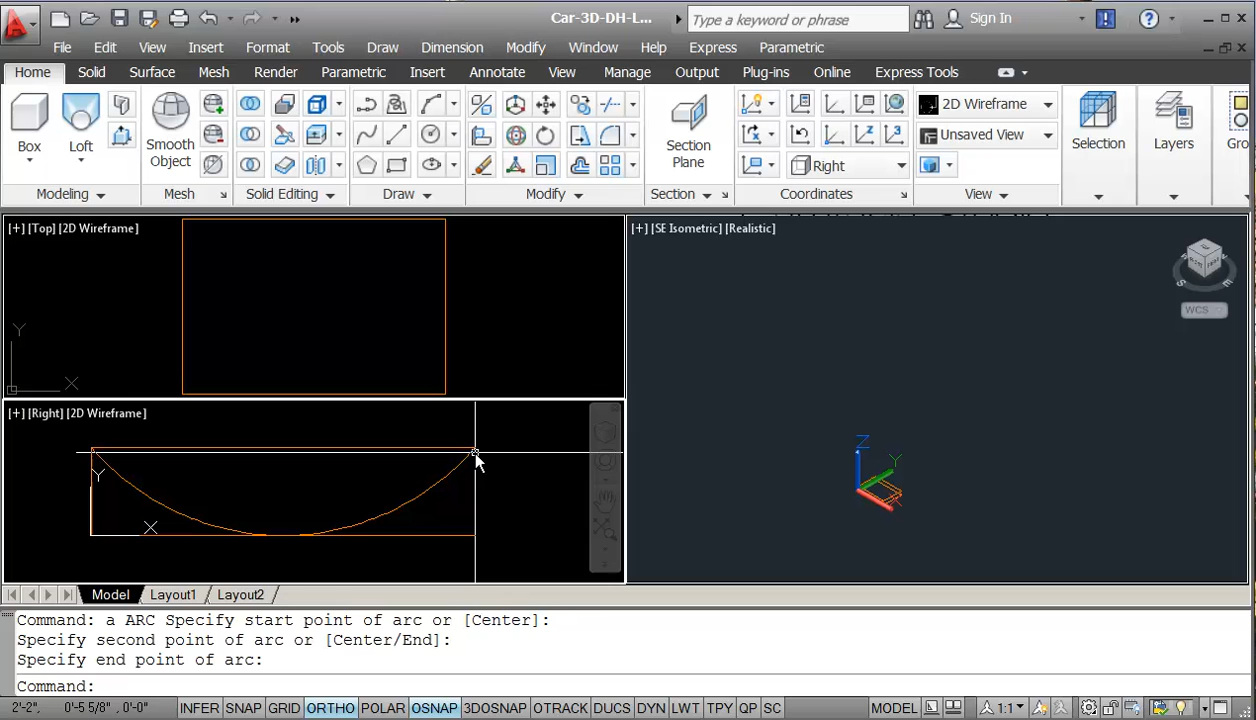 Car-3D-DH-L...
Type a keyword or phrase
Sign In
File Edit View Insert Format Tools Draw Dimension Modify Window Help Express Parametric
Home Solid Surface Mesh Render Parametric Insert Annotate View Manage Output Plug-ins Online Express Tools
2D Wireframe
Box
Loft
Smooth
Object
Section
Plane
Unsaved View
Right
Selection
Layers
Gro
Modeling Mesh Solid Editing Draw Modify Section Coordinates View
[+] [Top] [2D Wireframe]
Y
X
[+] [Right] [2D Wireframe]
Y
X
[+] [SE Isometric] [Realistic]
WCS
Z
Y
Model Layout1 Layout2
Command: a ARC Specify start point of arc or [Center]:
Specify second point of arc or [Center/End]:
Specify end point of arc:
Command:
2'-2", 0'-5 5/8" , 0'-0" INFER SNAP GRID ORTHO POLAR OSNAP 3DOSNAP OTRACK DUCS DYN LWT TPY QP SC MODEL 1:1